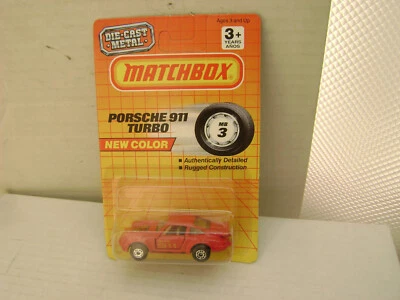 DIE-CAST
METAL
Ages 3 and Up
3+
YEARS
AÑOS
MATCHBOX
PORSCHE 911
TURBO
MB
3
NEW COLOR
■ Authentically Detailed
■ Rugged Construction